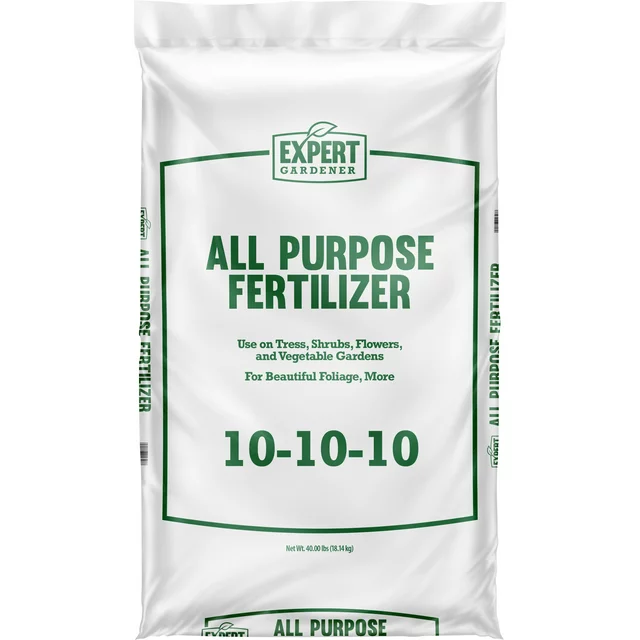 EXPERT
GARDENER
ALL PURPOSE
FERTILIZER
Use on Tress, Shrubs, Flowers,
and Vegetable Gardens
For Beautiful Foliage, More
10-10-10
Net Wt. 40.00 lbs (18.14 kg)
EXPERT
ALL PURPOSE FERTILIZER
ALL PURPOSE FERTILIZER
EXPERT
EXPERT
ALL PURPOSE